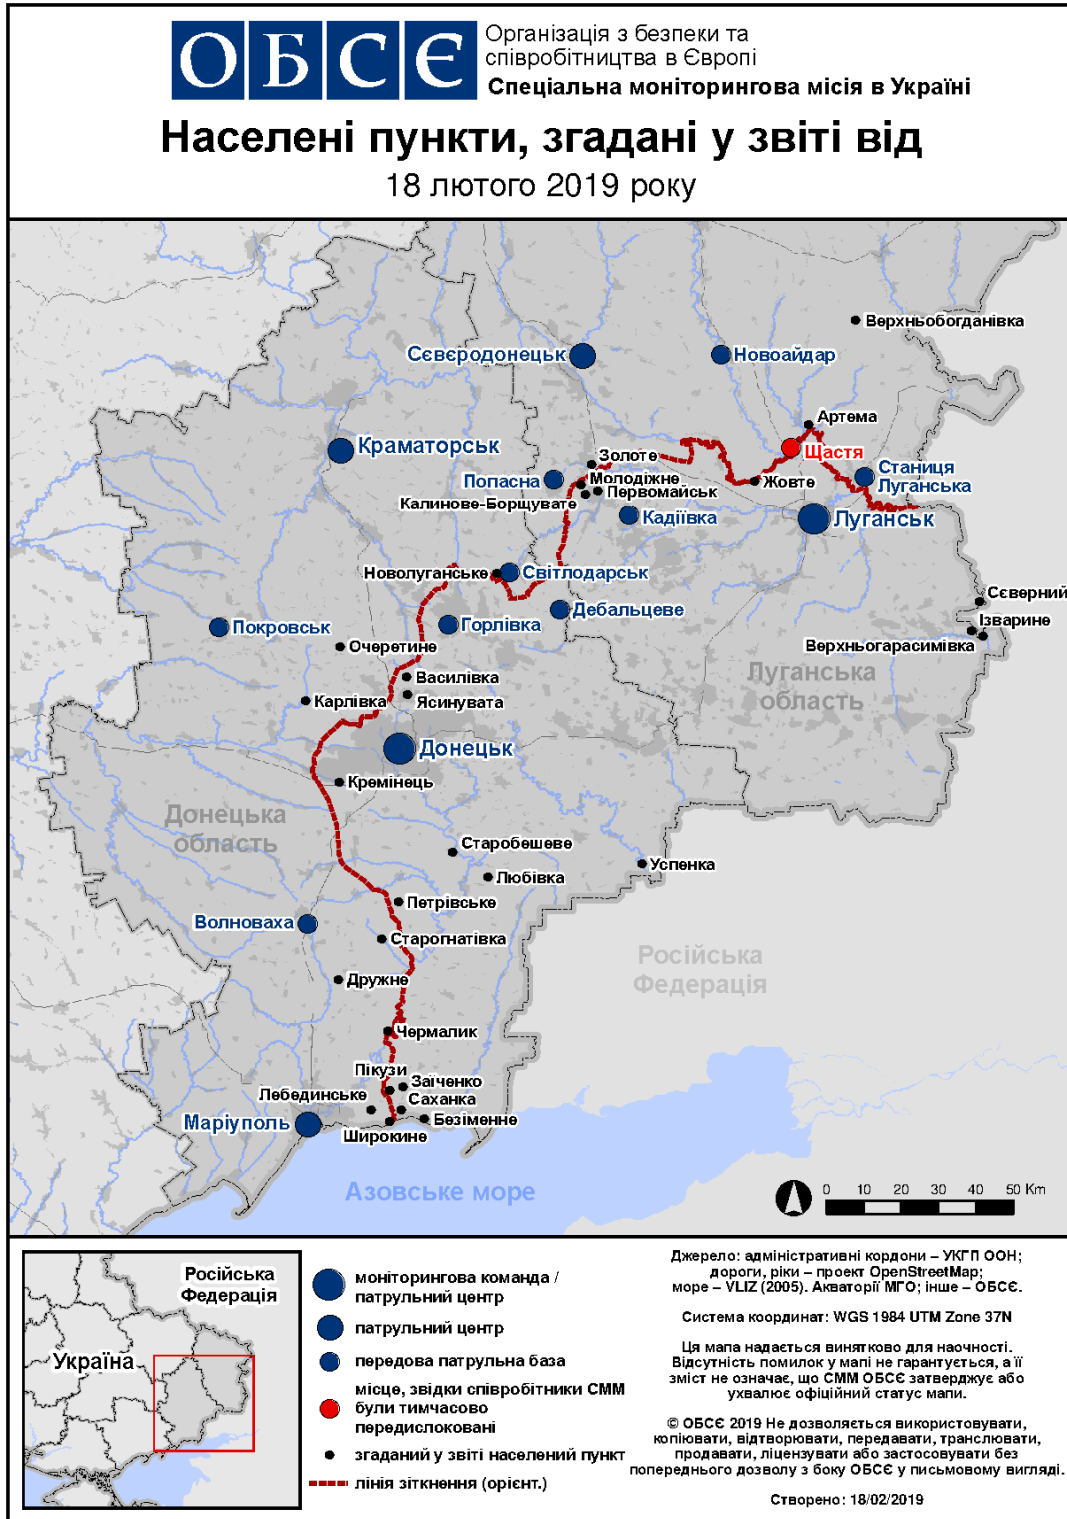 ОБСЄ
Організація з безпеки та
співробітництва в Європі
Спеціальна моніторингова місія в Україні
Населені пункти, згадані у звіті від
18 лютого 2019 року
Верхньобогданівка
Сєвєродонецьк
Новоайдар
Артема
Щастя
Краматорськ
Золоте
Станиця
Луганська
Попасна
Молодіжне
Жовте
Первомайськ
Калинове-Борщувате
Кадіївка
Луганськ
Новолуганське
Світлодарськ
Сєверний
Дебальцеве
Ізварине
Горлівка
Покровськ
Верхньогарасимівка
Очеретине
Луганська
область
Василівка
Карлівка
Ясинувата
Донецьк
Кремінець
Донецька
область
Старобешеве
Успенка
Любівка
Петрівське
Волноваха
Старогнатівка
Російська
Федерація
Дружне
Чермалик
Пікузи
Заїченко
Лебединське
Саханка
Безіменне
Маріуполь
Широкине
Азовське море
0 10 20 30 40 50 Km
Російська
Федерація
Україна
моніторингова команда /
патрульний центр
патрульний центр
передова патрульна база
місце, звідки співробітники СММ
були тимчасово
передислоковані
згаданий у звіті населений пункт
лінія зіткнення (орієнт.)
Джерело: адміністративні кордони – УКГП ООН;
дороги, ріки – проект OpenStreetMap;
море – VLIZ (2005). Акваторії МГО; інше – ОБСЄ.
Система координат: WGS 1984 UTM Zone 37N
Ця мапа надається винятково для наочності.
Відсутність помилок у мапі не гарантується, а її
зміст не означає, що СММ ОБСЄ затверджує або
ухвалює офіційний статус мапи.
© ОБСЄ 2019 Не дозволяється використовувати,
копіювати, відтворювати, передавати, транслювати,
продавати, ліцензувати або застосовувати без
попереднього дозволу з боку ОБСЄ у письмовому вигляді.
Створено: 18/02/2019